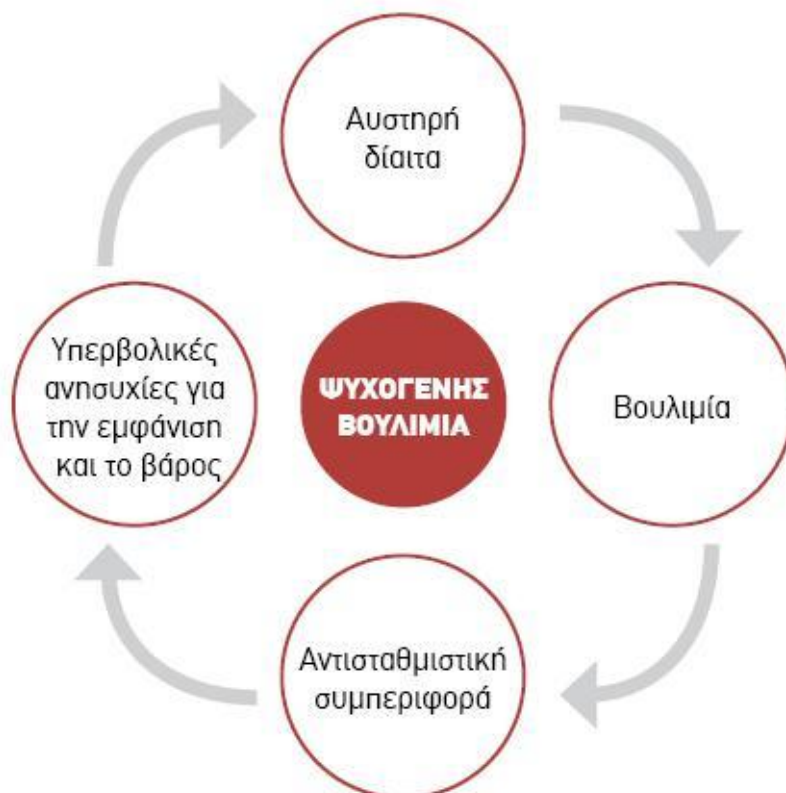 Αυστηρή
δίαιτα
Υπερβολικές
ανησυχίες για
την εμφάνιση
και το βάρος
ΨΥΧΟΓΕΝΗΣ
ΒΟΥΛΙΜΙΑ
Βουλιμία
Αντισταθμιστική
συμπεριφορά